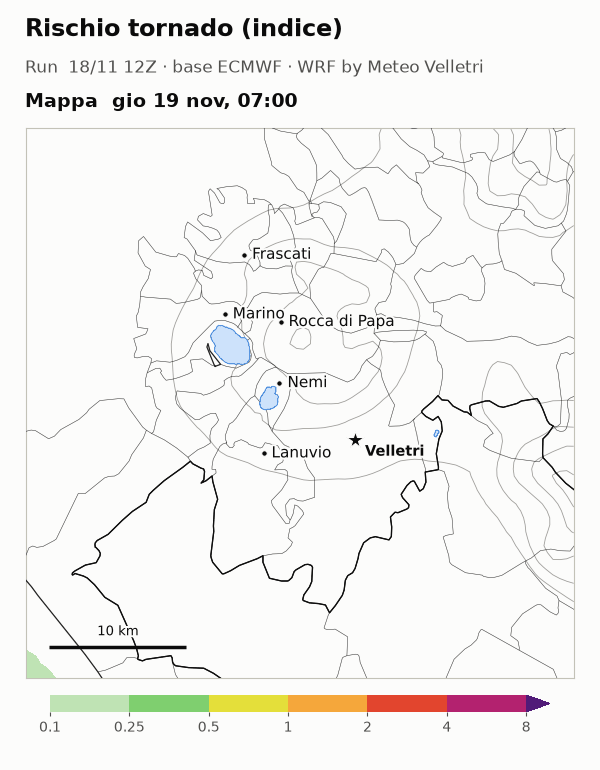 Rischio tornado (indice)
Run  18/11 12Z · base ECMWF · WRF by Meteo Velletri
Mappa  gio 19 nov, 07:00
Frascati
Marino
Rocca di Papa
Nemi
Velletri
Lanuvio
10 km
0.1 0.25 0.5 1 2 4 8